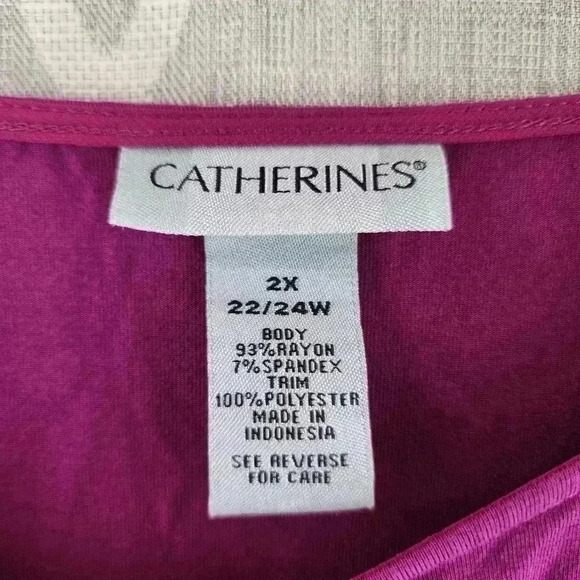 CATHERINES®
2X
22/24W
BODY
93%RAYON
7%SPANDEX
TRIM
100%POLYESTER
MADE IN
INDONESIA
SEE REVERSE
FOR CARE